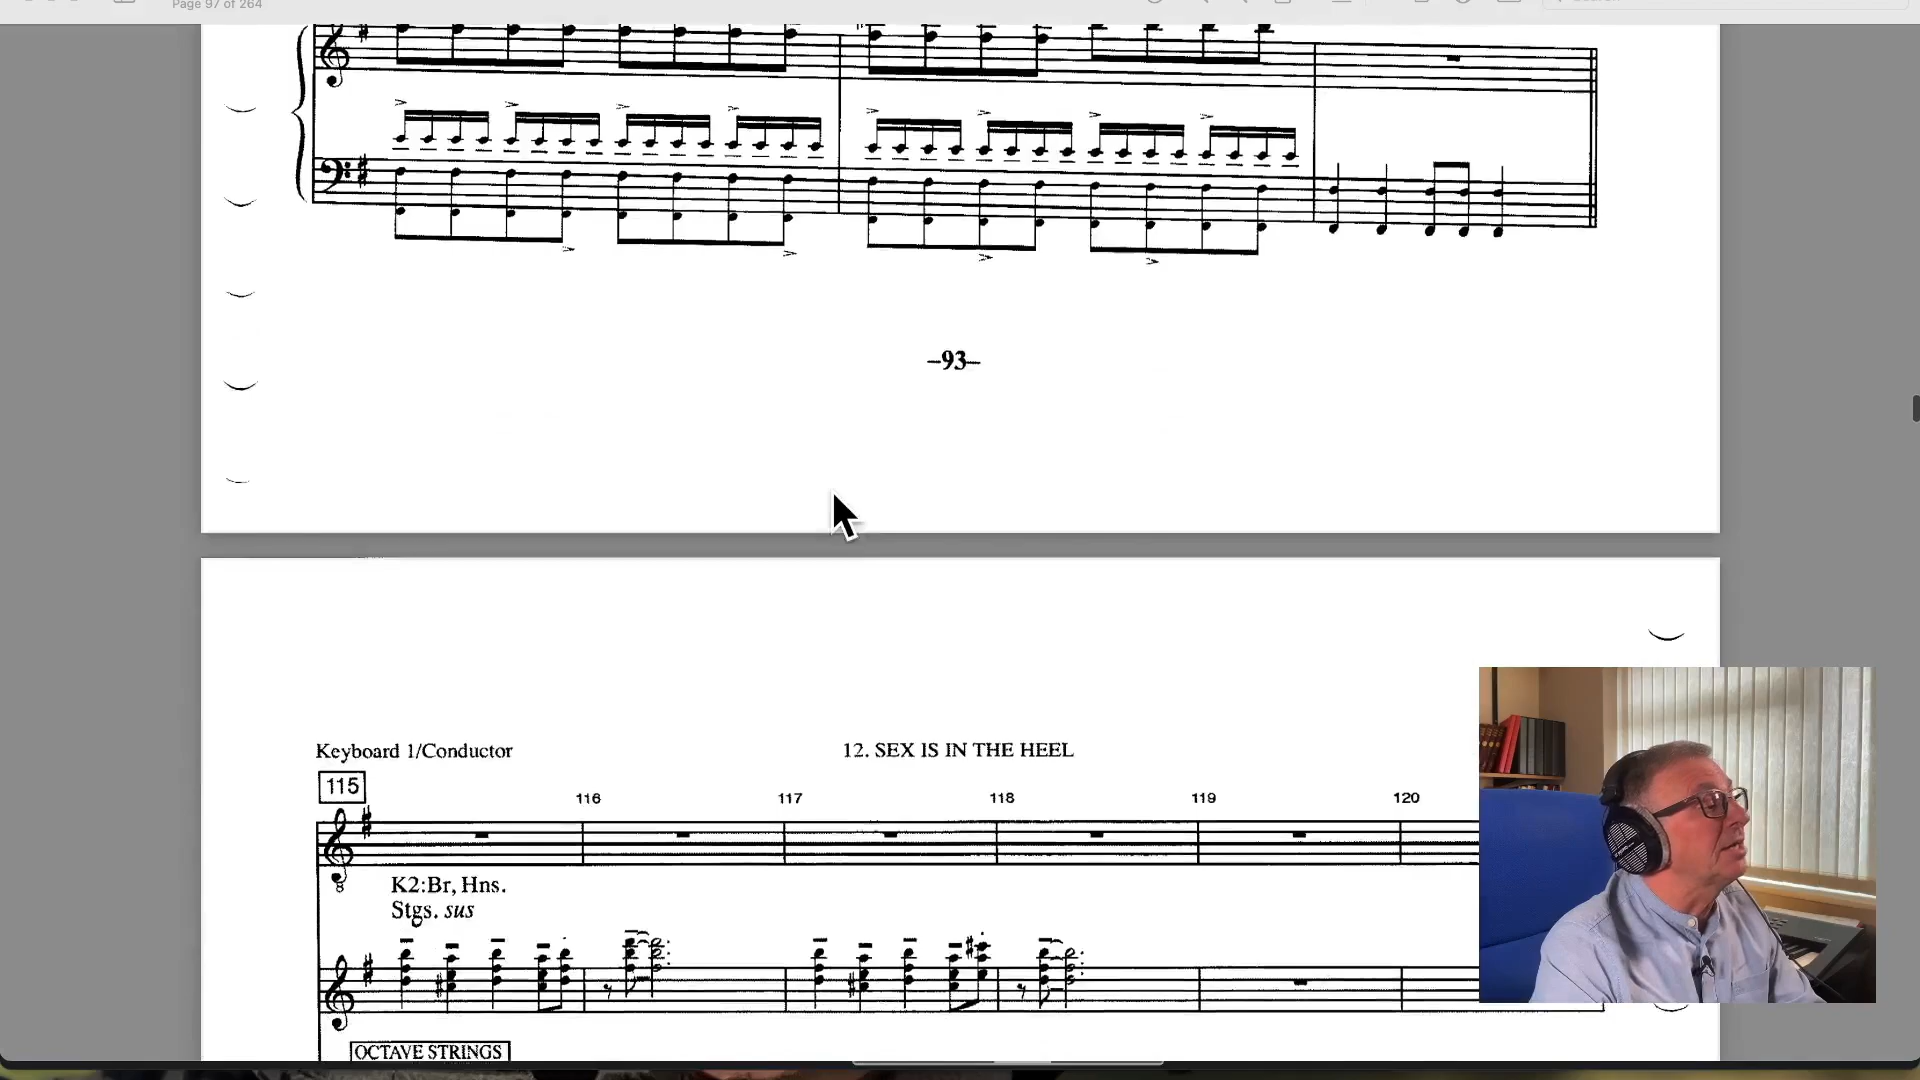 Page 97 of 264
–93–
Keyboard 1/Conductor
12. SEX IS IN THE HEEL
115
116
117
118
119
120
K2:Br, Hns.
Stgs. sus
OCTAVE STRINGS